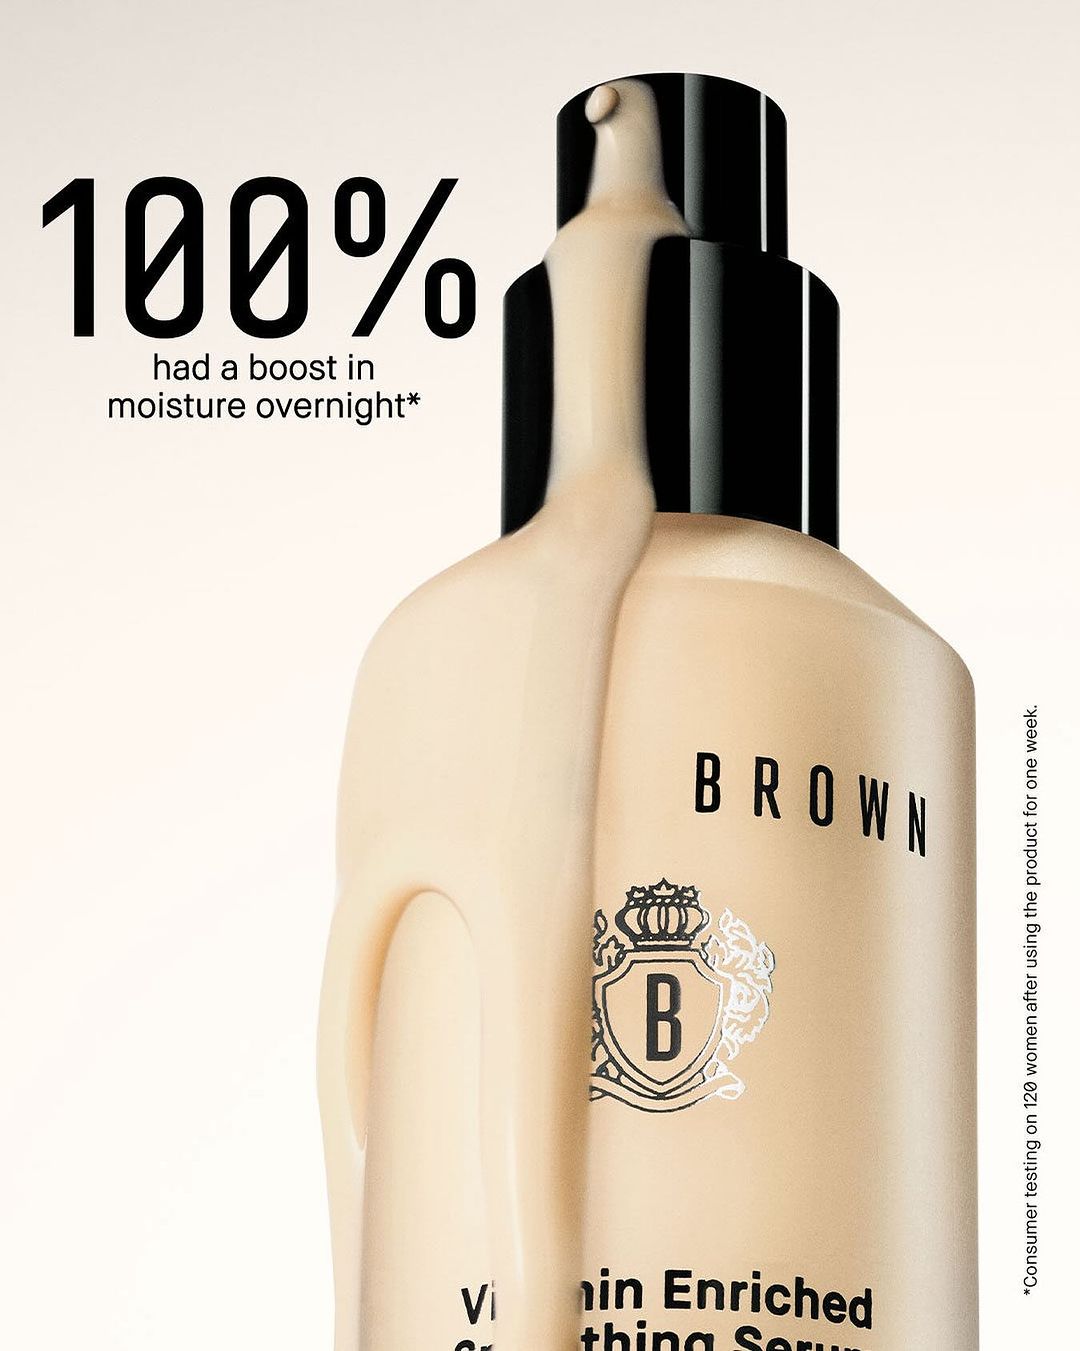 100%
had a boost in
moisture overnight*
BROWN
B
Enriched
*Consumer testing on 120 women after using the product for one week.